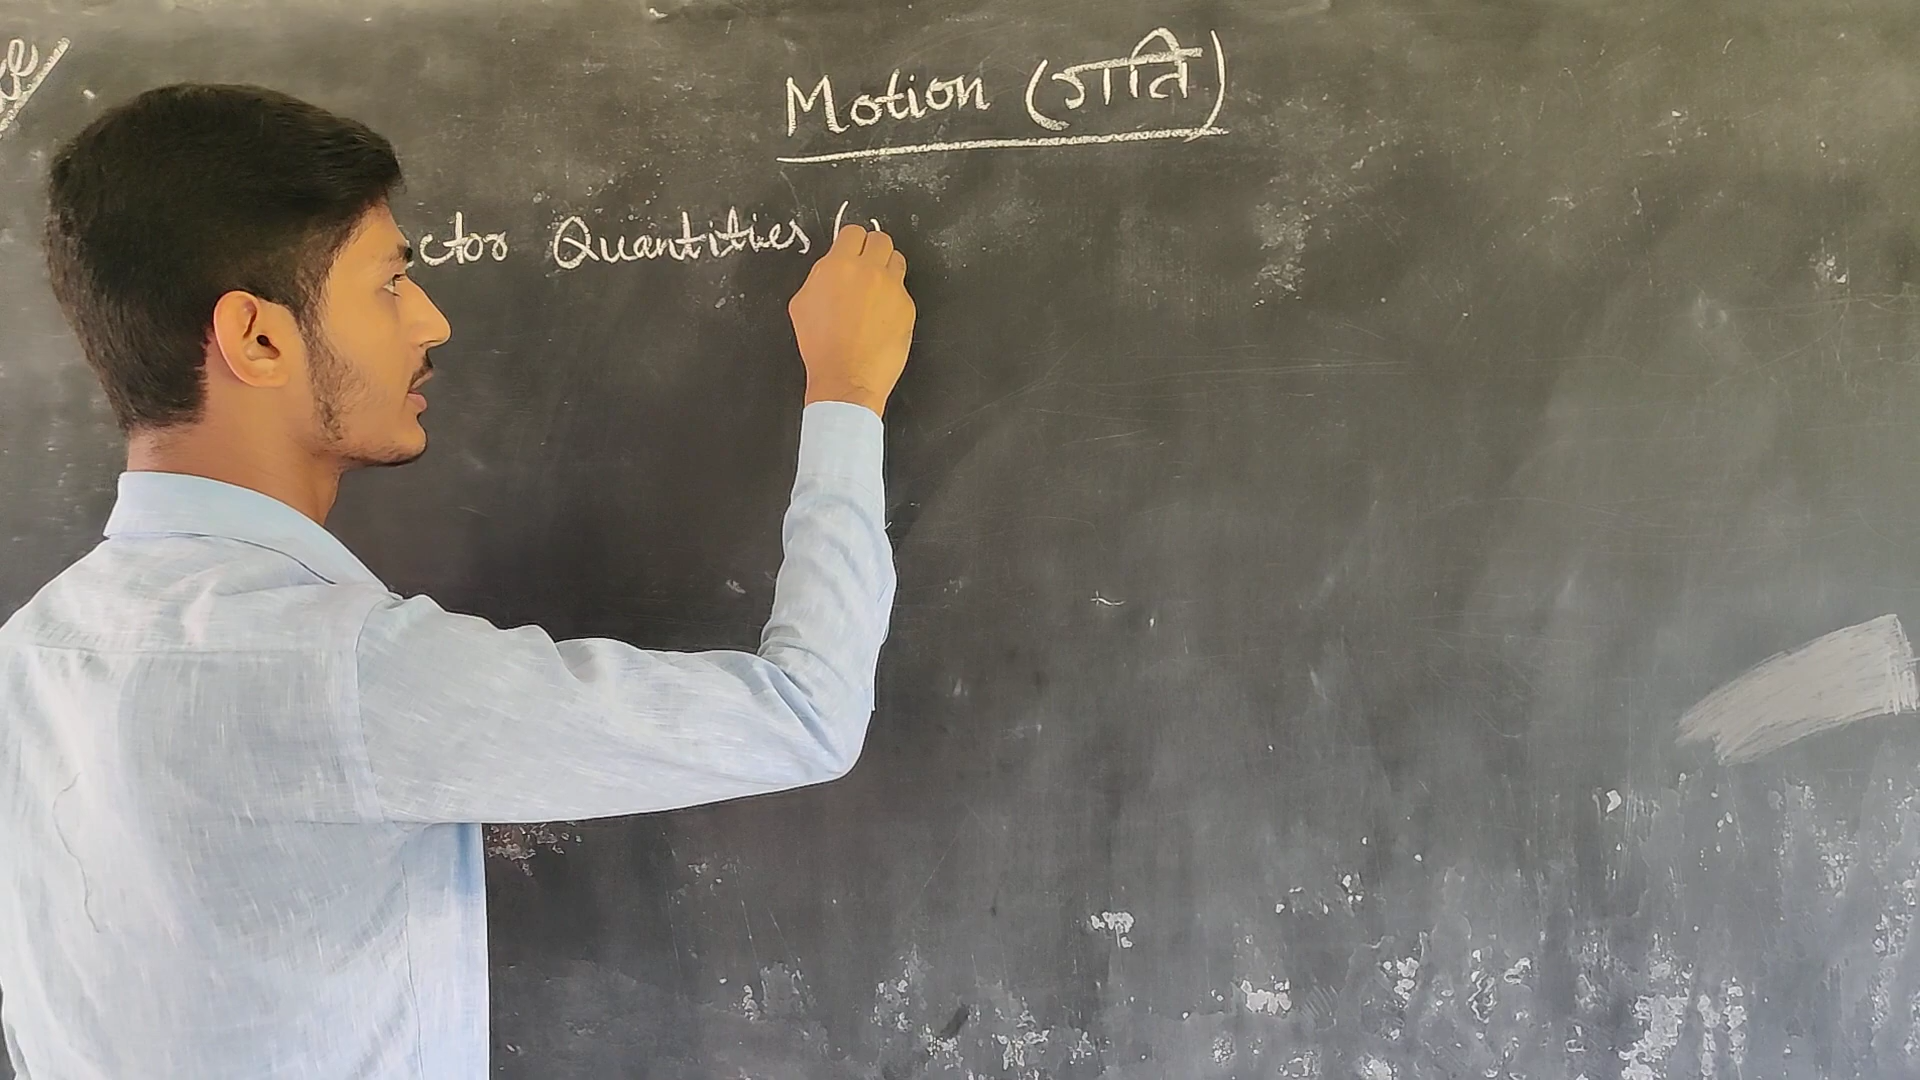 Motion (गति)
ctor Quantities (